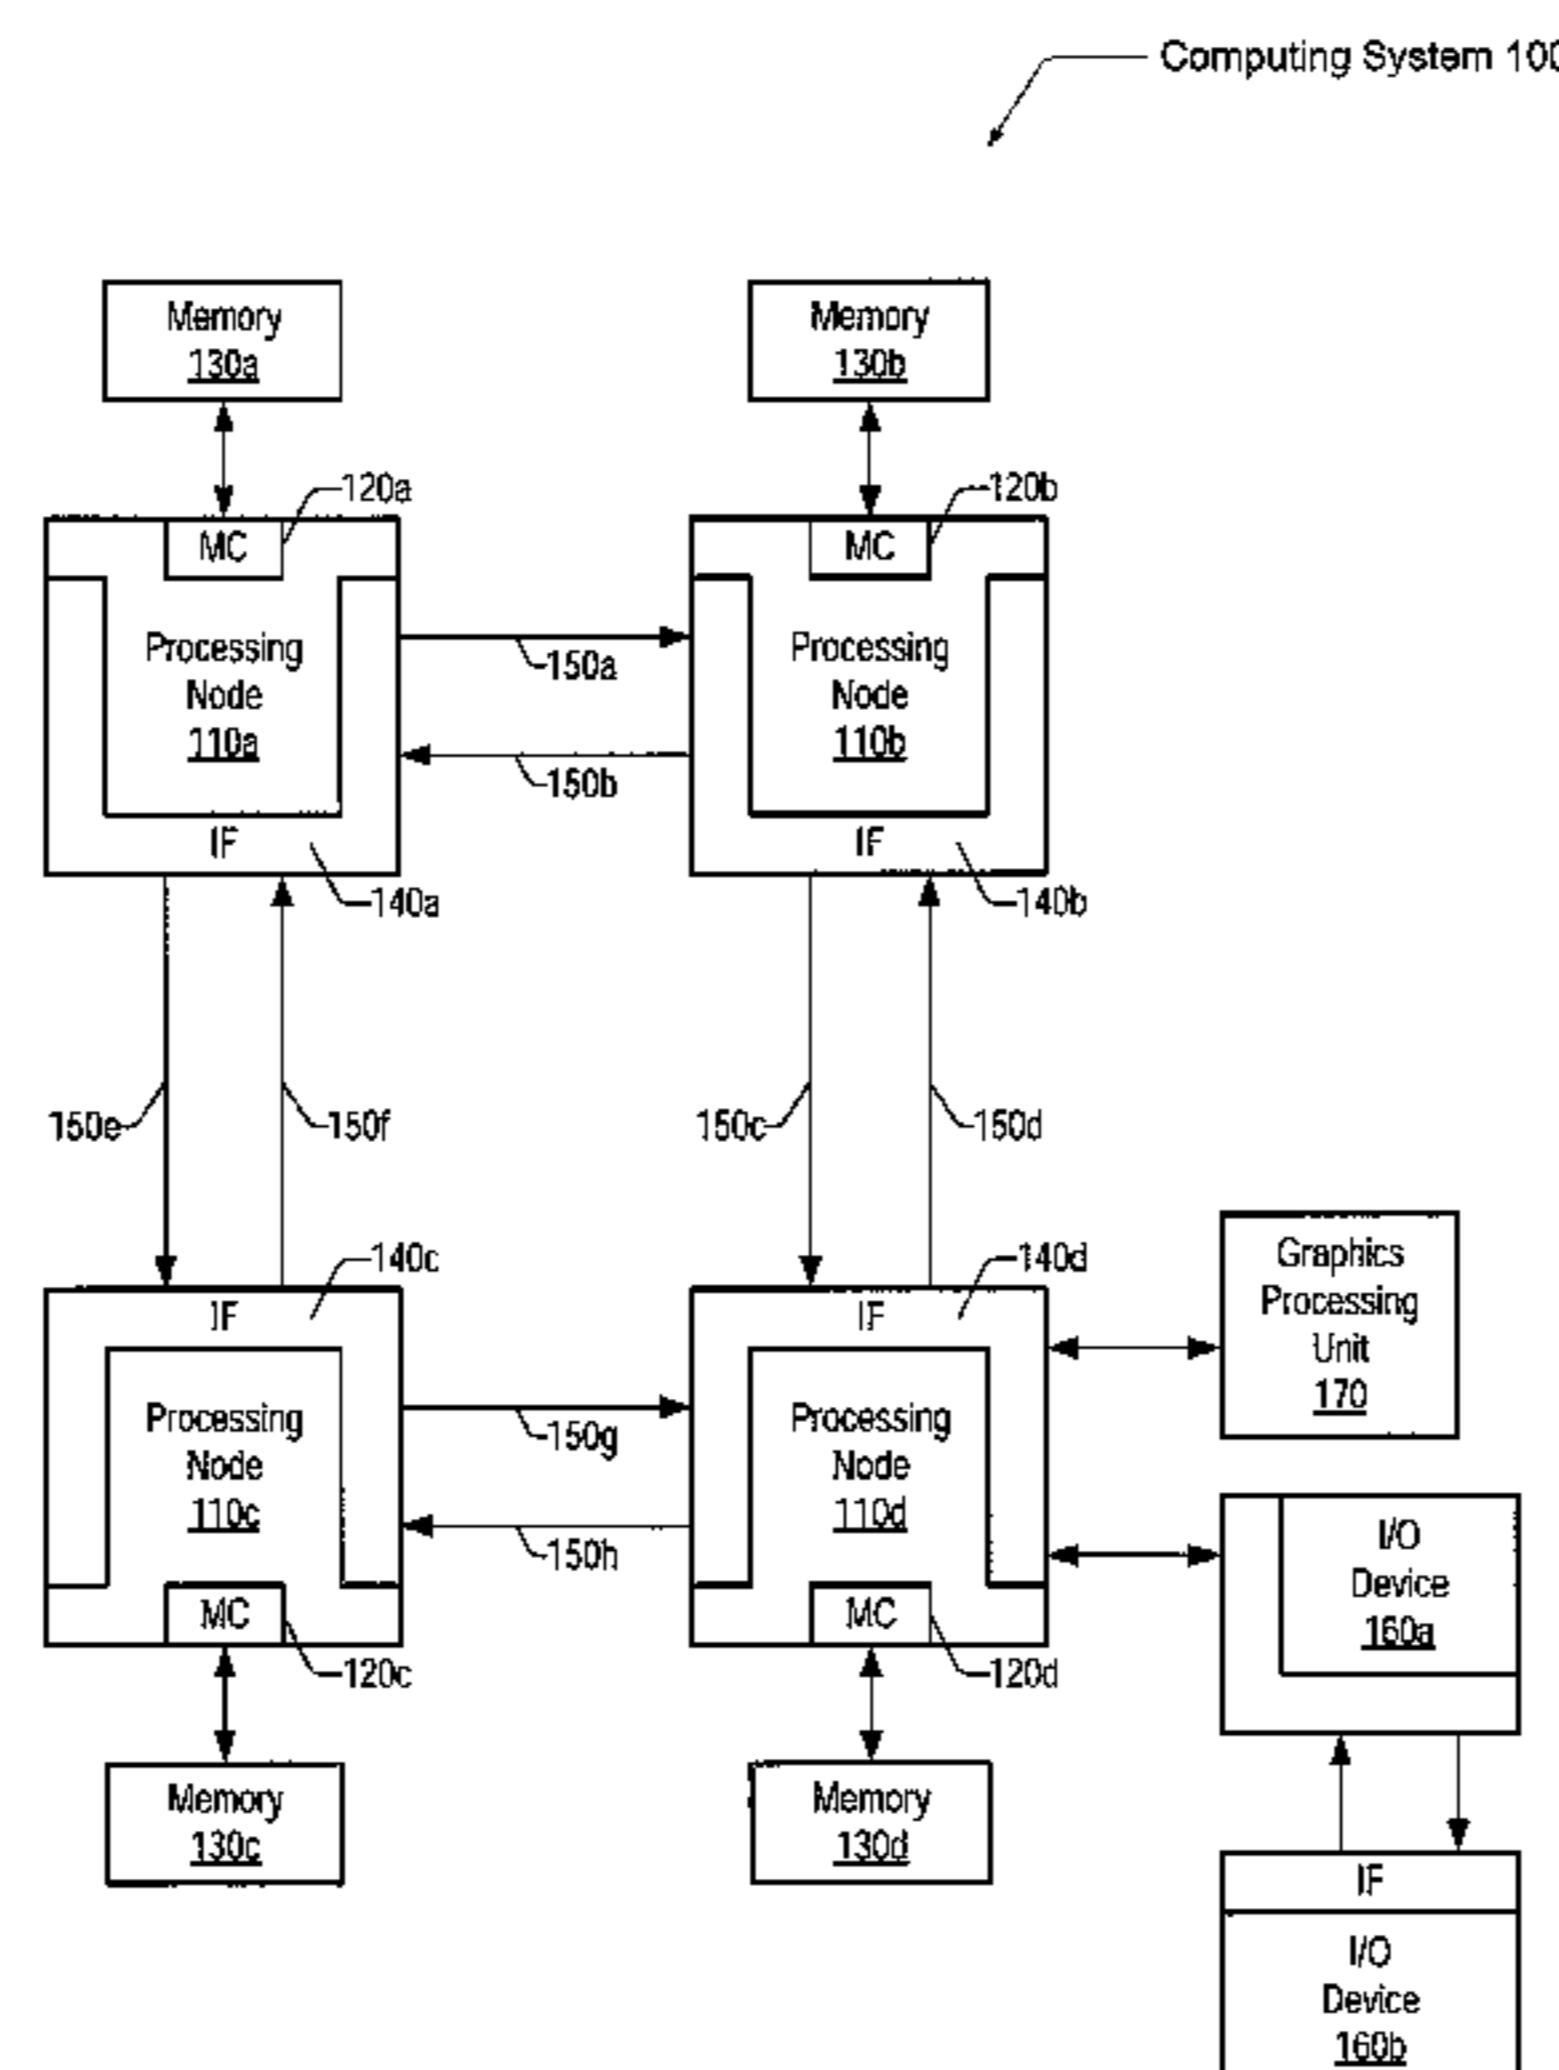 Computing System 100
Memory
130a
Memory
130b
120a
120b
MC
MC
Processing
Node
110a
150a
150b
Processing
Node
110b
IF
IF
140a
140b
150e
150f
150c
150d
140c
140d
IF
IF
Graphics
Processing
Unit
170
Processing
Node
110c
150g
150h
Processing
Node
110d
I/O
Device
160a
MC
MC
120c
120d
Memory
130c
Memory
130d
IF
I/O
Device
160b